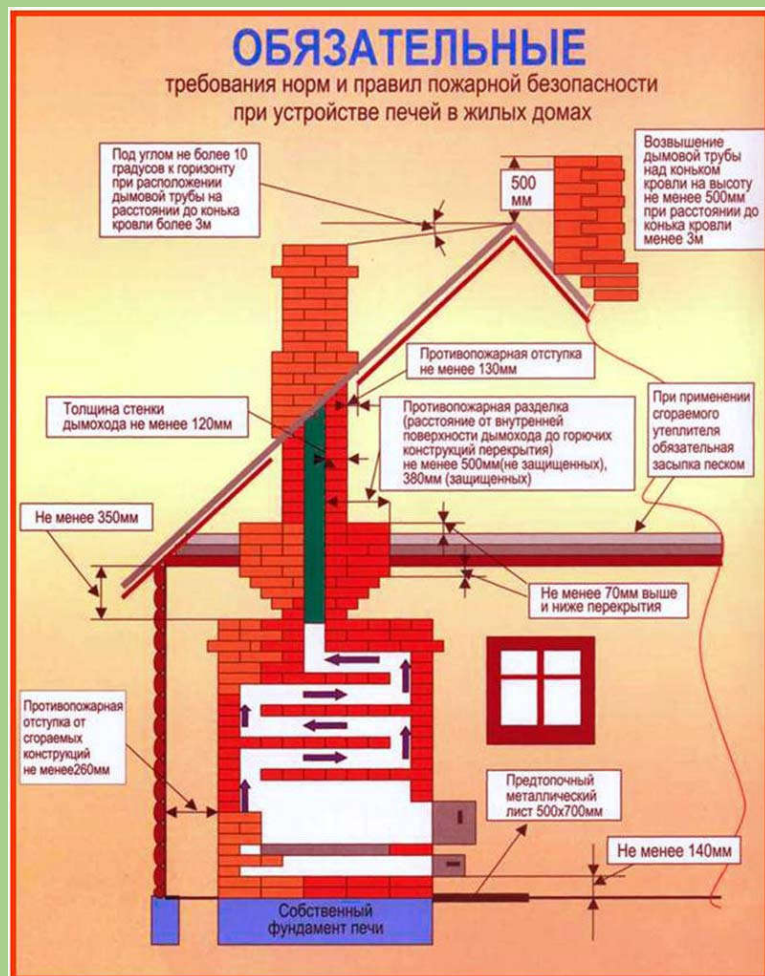 ОБЯЗАТЕЛЬНЫЕ
требования норм и правил пожарной безопасности
при устройстве печей в жилых домах
Под углом не более 10
градусов к горизонту
при расположении
дымовой трубы на
расстоянии до конька
кровли более 3м
500
мм
Возвышение
дымовой трубы
над коньком
кровли на высоту
не менее 500мм
при расстоянии до
конька кровли
менее 3м
Противопожарная отступка
не менее 130мм
Толщина стенки
дымохода не менее 120мм
Противопожарная разделка
(расстояние от внутренней
поверхности дымохода до горючих
конструкций перекрытия)
не менее 500мм(не защищенных),
380мм (защищенных)
При применении
сгораемого
утеплителя
обязательная
засыпка песком
Не менее 350мм
Не менее 70мм выше
и ниже перекрытия
Противопожарная
отступка от
сгораемых
конструкций
не менее260мм
Предтопочный
металлический
лист 500х700мм
Не менее 140мм
Собственный
фундамент печи